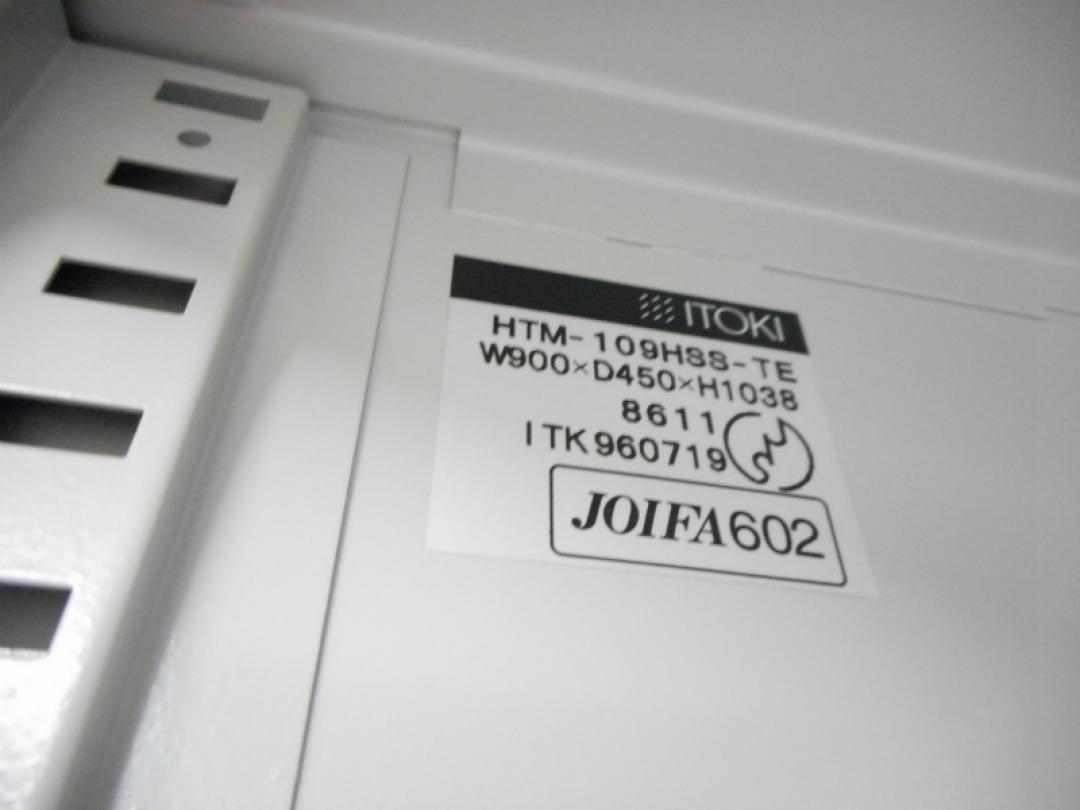 ITOKI
HTM-109HSS-TE
W900×D450×H1038
8611
ITK960719
JOIFA602